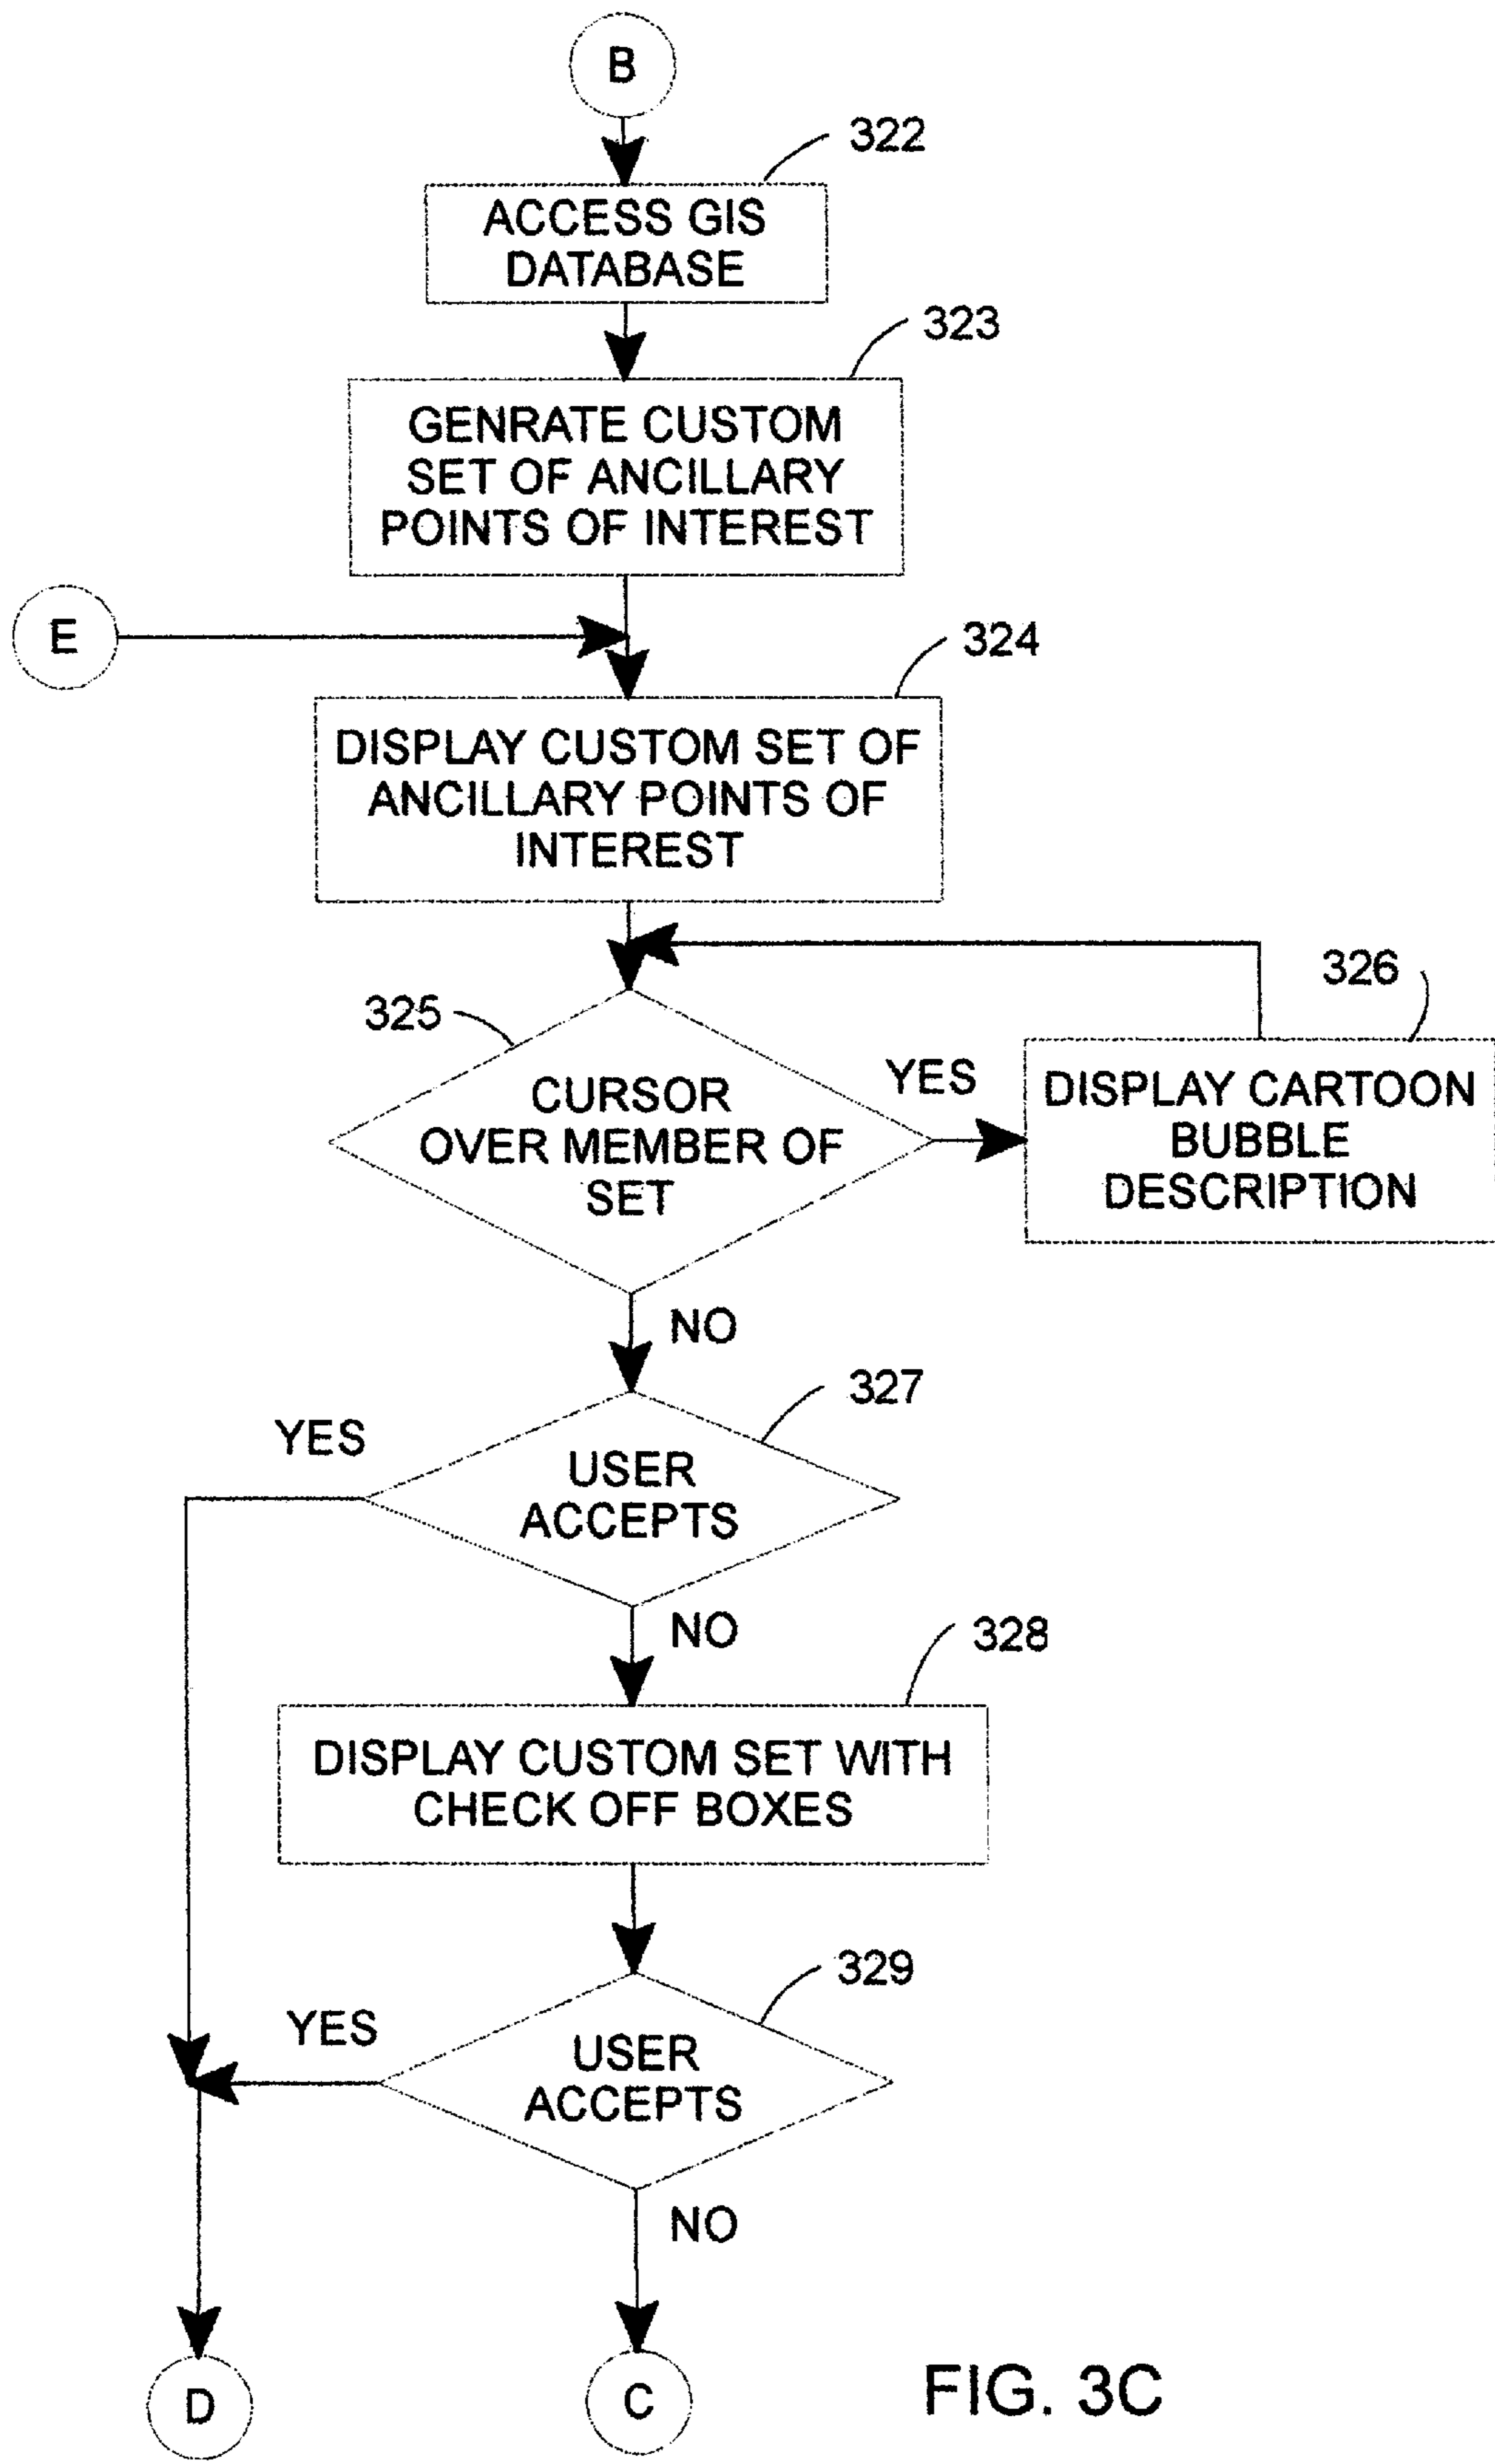 B
322
ACCESS GIS
DATABASE
323
GENRATE CUSTOM
SET OF ANCILLARY
POINTS OF INTEREST
E
324
DISPLAY CUSTOM SET OF
ANCILLARY POINTS OF
INTEREST
325
CURSOR
OVER MEMBER OF
SET
YES
326
DISPLAY CARTOON
BUBBLE
DESCRIPTION
NO
327
YES
USER
ACCEPTS
NO
328
DISPLAY CUSTOM SET WITH
CHECK OFF BOXES
329
YES
USER
ACCEPTS
NO
D
C
FIG. 3C